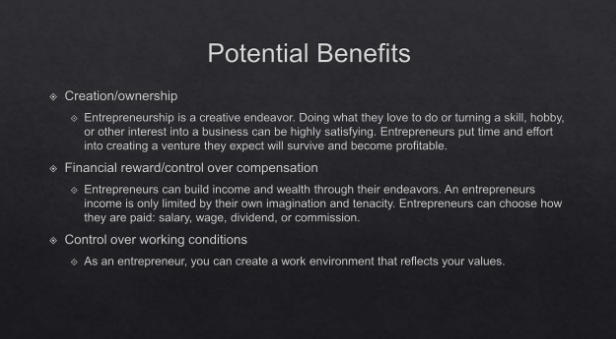 Potential Benefits
Creation/ownership
Entrepreneurship is a creative endeavor. Doing what they love to do or turning a skill, hobby,
or other interest into a business can be highly satisfying. Entrepreneurs put time and effort
into creating a venture they expect will survive and become profitable.
Financial reward/control over compensation
Entrepreneurs can build income and wealth through their endeavors. An entrepreneurs
income is only limited by their own imagination and tenacity. Entrepreneurs can choose how
they are paid: salary, wage, dividend, or commission.
Control over working conditions
As an entrepreneur, you can create a work environment that reflects your values.